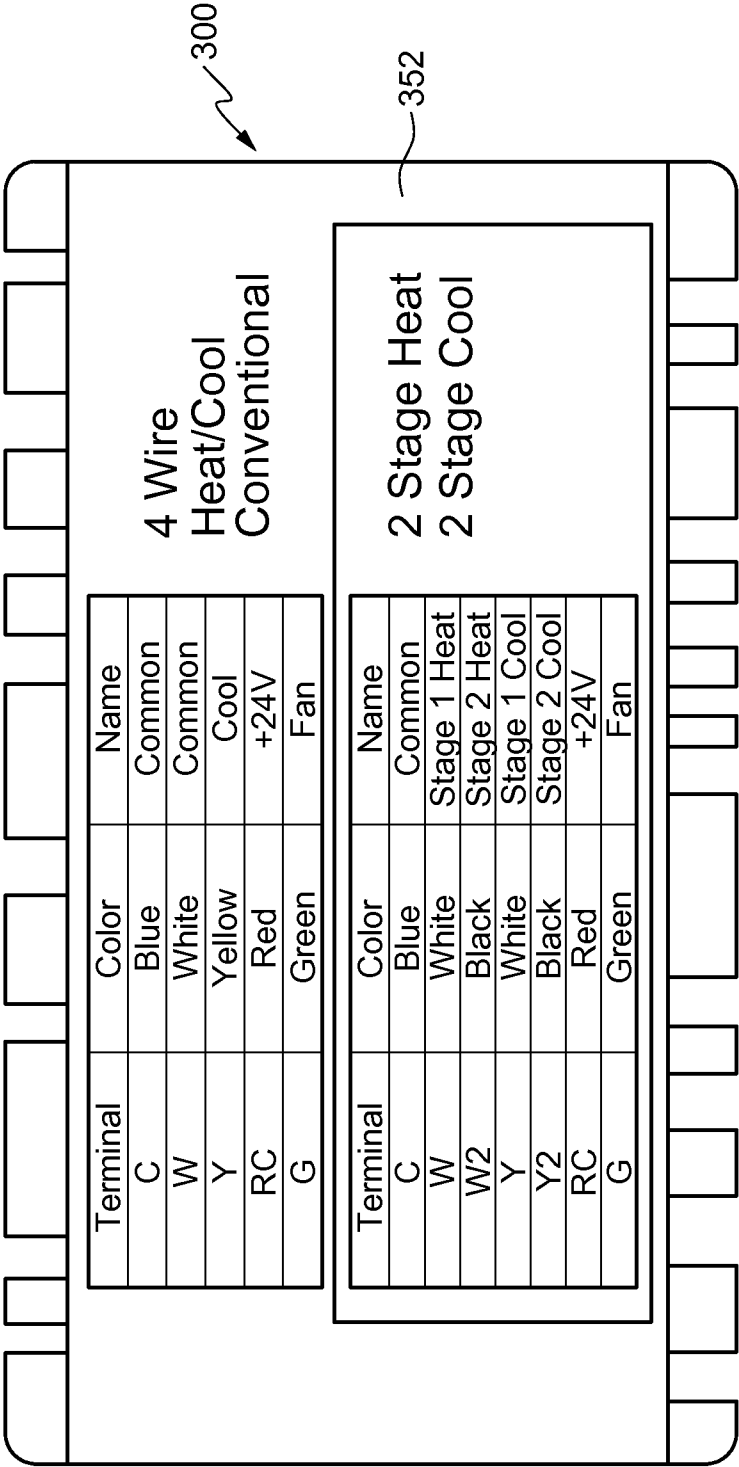 300
352
4 Wire
Heat/Cool
Conventional
Terminal Color Name
C Blue Common
W White Common
Y Yellow Cool
RC Red +24V
G Green Fan
2 Stage Heat
2 Stage Cool
Terminal Color Name
C Blue Common
W White Stage 1 Heat
W2 Black Stage 2 Heat
Y White Stage 1 Cool
Y2 Black Stage 2 Cool
RC Red +24V
G Green Fan